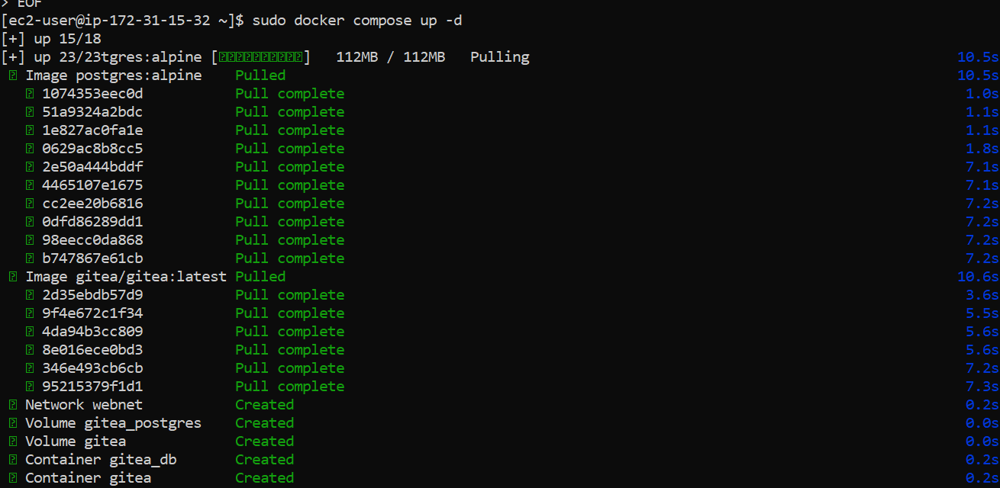 > EOF
[ec2-user@ip-172-31-15-32 ~]$ sudo docker compose up -d
[+] up 15/18
[+] up 23/23tgres:alpine [⍰⍰⍰⍰⍰⍰⍰⍰⍰⍰] 112MB / 112MB Pulling 10.5s
⍰ Image postgres:alpine Pulled 10.5s
⍰ 1074353eec0d Pull complete 1.0s
⍰ 51a9324a2bdc Pull complete 1.1s
⍰ 1e827ac0fa1e Pull complete 1.1s
⍰ 0629ac8b8cc5 Pull complete 1.8s
⍰ 2e50a444bddf Pull complete 7.1s
⍰ 4465107e1675 Pull complete 7.1s
⍰ cc2ee20b6816 Pull complete 7.2s
⍰ 0dfd86289dd1 Pull complete 7.2s
⍰ 98eecc0da868 Pull complete 7.2s
⍰ b747867e61cb Pull complete 7.2s
⍰ Image gitea/gitea:latest Pulled 10.6s
⍰ 2d35ebdb57d9 Pull complete 3.6s
⍰ 9f4e672c1f34 Pull complete 5.5s
⍰ 4da94b3cc809 Pull complete 5.6s
⍰ 8e016ece0bd3 Pull complete 5.6s
⍰ 346e493cb6cb Pull complete 7.2s
⍰ 95215379f1d1 Pull complete 7.3s
⍰ Network webnet Created 0.2s
⍰ Volume gitea_postgres Created 0.0s
⍰ Volume gitea Created 0.0s
⍰ Container gitea_db Created 0.2s
⍰ Container gitea Created 0.2s